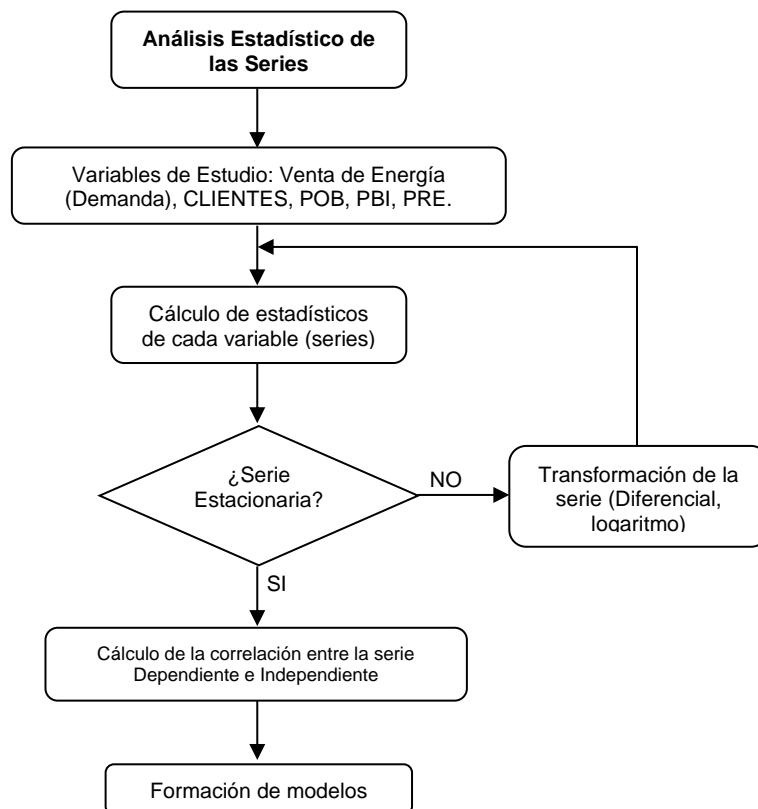 Análisis Estadístico de
las Series
Variables de Estudio: Venta de Energía
(Demanda), CLIENTES, POB, PBI, PRE.
Cálculo de estadísticos
de cada variable (series)
¿Serie
Estacionaria?
NO
Transformación de la
serie (Diferencial,
logaritmo)
SI
Cálculo de la correlación entre la serie
Dependiente e Independiente
Formación de modelos